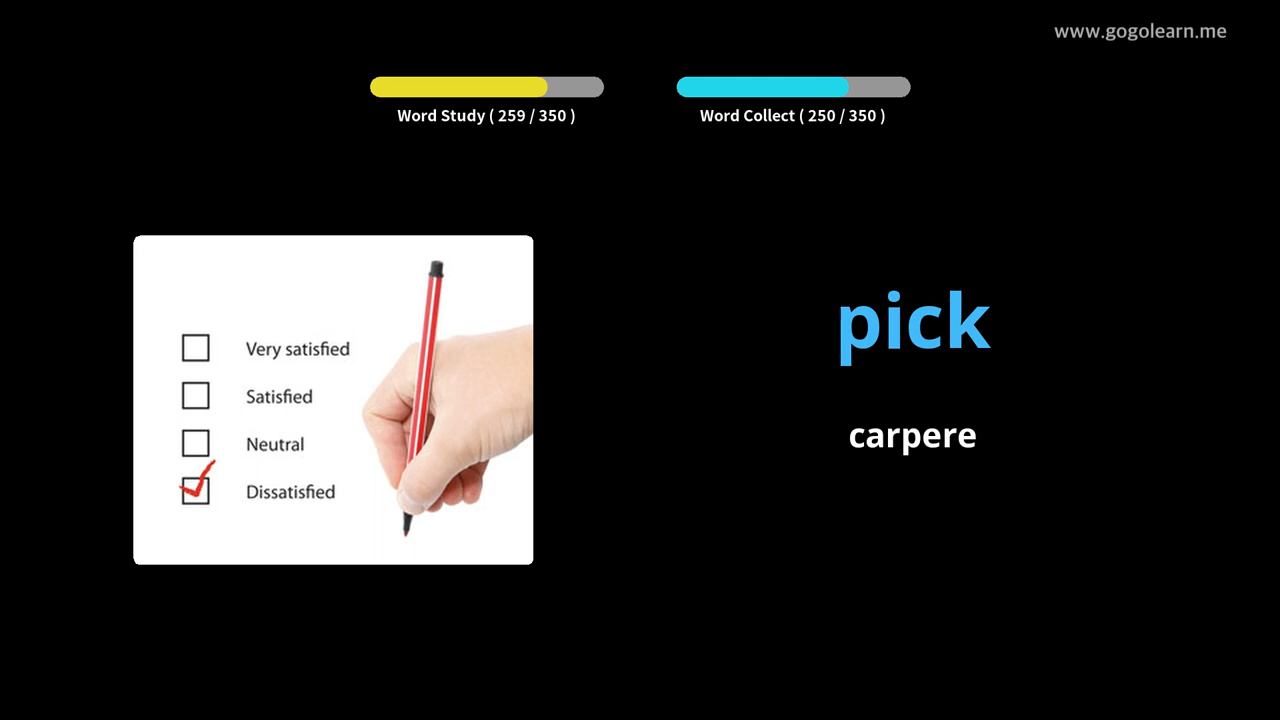 www.gogolearn.me
Word Study ( 259 / 350 )
Word Collect ( 250 / 350 )
Very satisfied
Satisfied
Neutral
Dissatisfied
pick
carpere